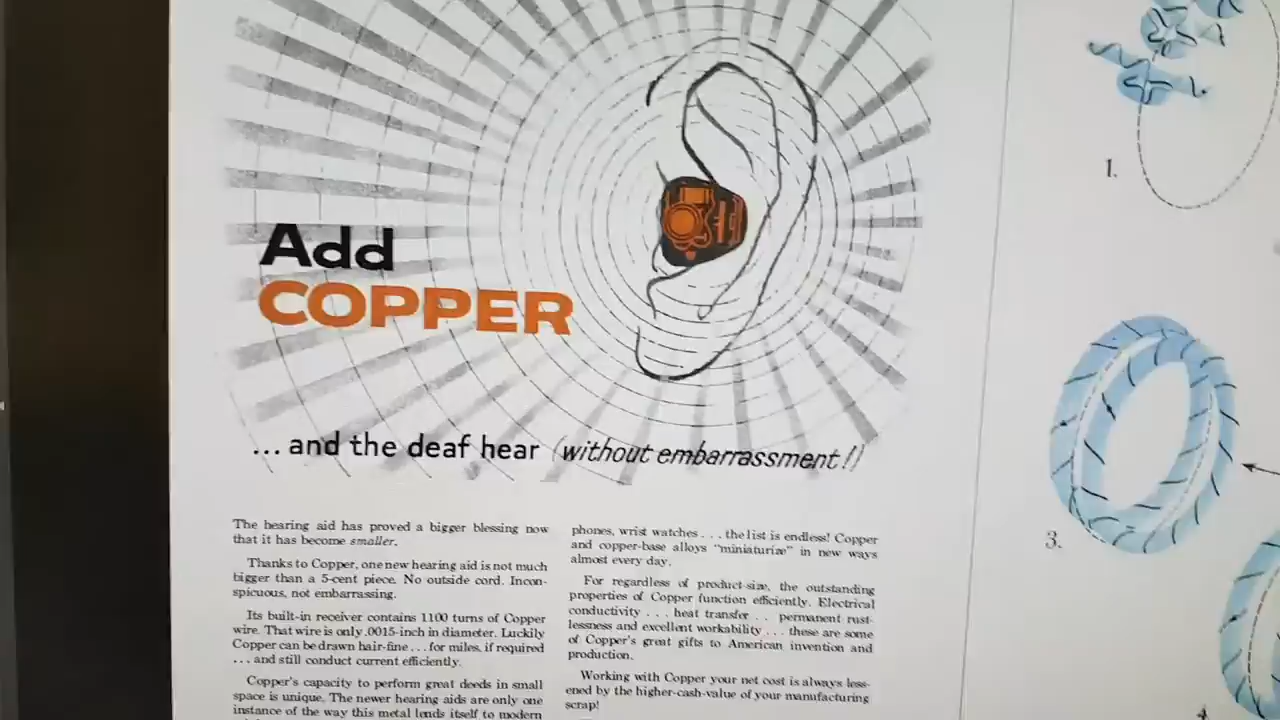 Add
COPPER
... and the deaf hear (without embarrassment!)
The hearing aid has proved a bigger blessing now
that it has become smaller.
Thanks to Copper, one new hearing aid is not much
bigger than a 5-cent piece. No outside cord. Incon-
spicuous, not embarrassing.
Its built-in receiver contains 1100 turns of Copper
wire. That wire is only .0015-inch in diameter. Luckily
Copper can be drawn hair-fine ... for miles, if required
... and still conduct current efficiently.
Copper's capacity to perform great deeds in small
space is unique. The newer hearing aids are only one
instance of the way this metal lends itself to modern
phones, wrist watches ... the list is endless! Copper
and copper-base alloys "miniaturize" in new ways
almost every day.
For regardless of product-size, the outstanding
properties of Copper function efficiently. Electrical
conductivity ... heat transfer ... permanent rust-
lessness and excellent workability ... these are some
of Copper's great gifts to American invention and
production.
Working with Copper your net cost is always less-
ened by the higher-cash-value of your manufacturing
scrap!
1.
3.
4.